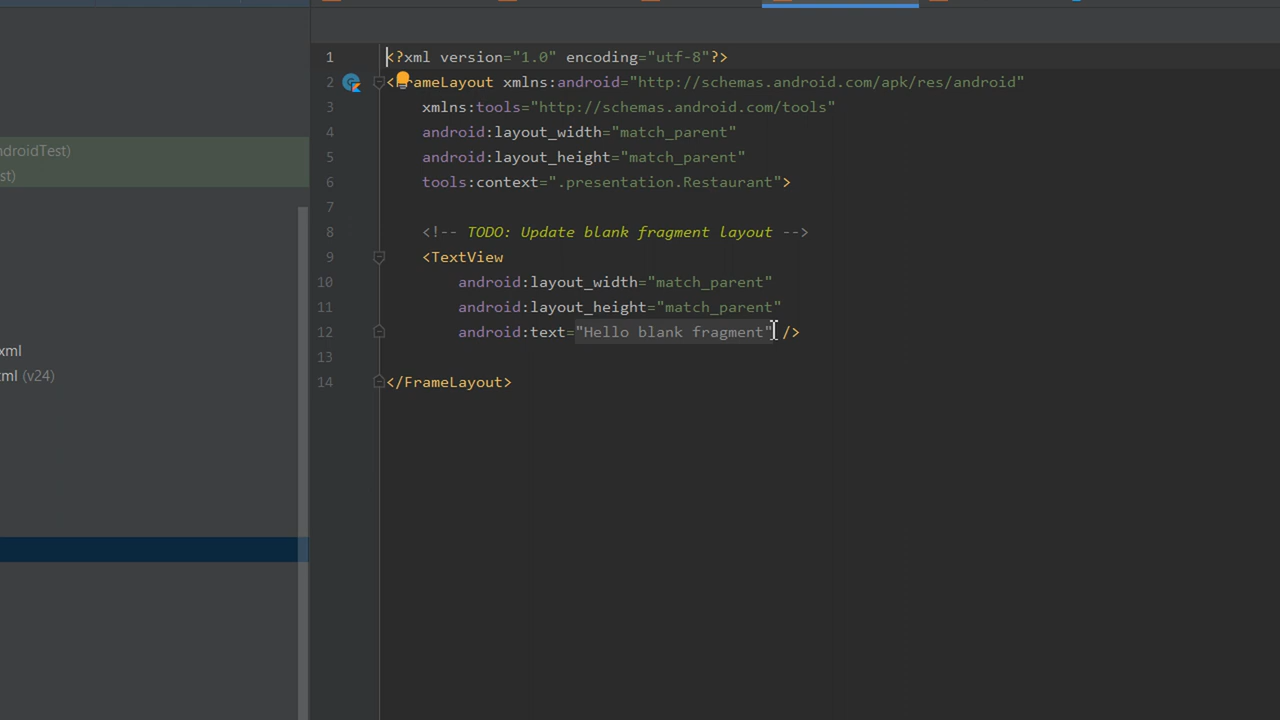 ndroidTest)
st)
xml
tml (v24)
1 <?xml version="1.0" encoding="utf-8"?>
2 <FrameLayout xmlns:android="http://schemas.android.com/apk/res/android"
3 xmlns:tools="http://schemas.android.com/tools"
4 android:layout_width="match_parent"
5 android:layout_height="match_parent"
6 tools:context=".presentation.Restaurant">
7
8 <!-- TODO: Update blank fragment layout -->
9 <TextView
10 android:layout_width="match_parent"
11 android:layout_height="match_parent"
12 android:text="Hello blank fragment" />
13
14 </FrameLayout>